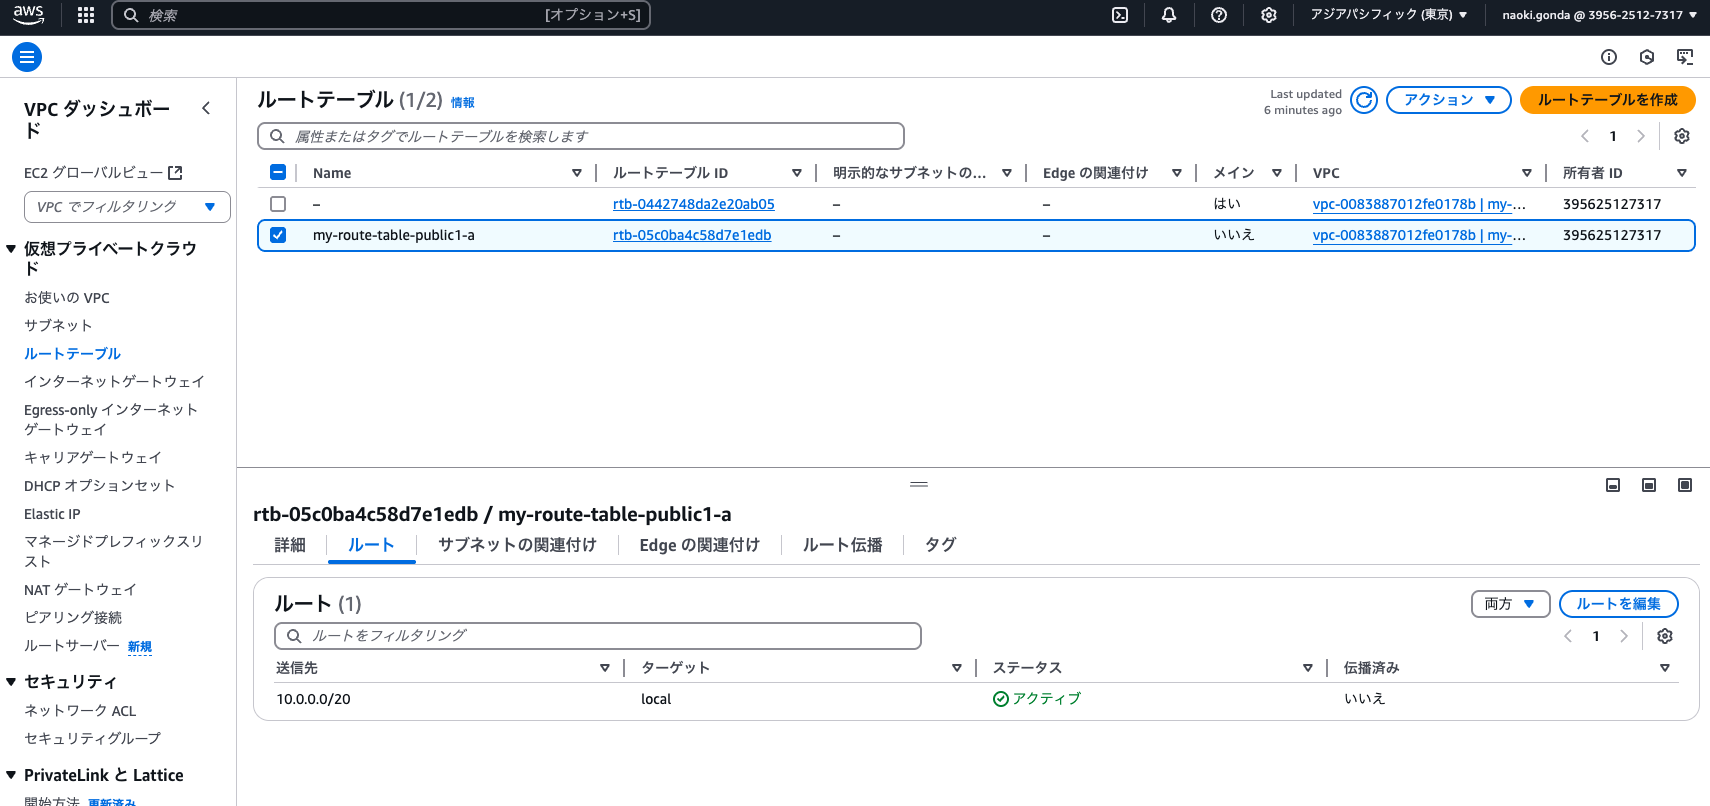 aws
検索
[オプション+S]
アジアパシフィック (東京)
naoki.gonda @ 3956-2512-7317
VPC ダッシュボー
ド
EC2 グローバルビュー
VPC でフィルタリング
仮想プライベートクラウ
ド
お使いの VPC
サブネット
ルートテーブル
インターネットゲートウェイ
Egress-only インターネット
ゲートウェイ
キャリアゲートウェイ
DHCP オプションセット
Elastic IP
マネージドプレフィックスリ
スト
NAT ゲートウェイ
ピアリング接続
ルートサーバー 新規
セキュリティ
ネットワーク ACL
セキュリティグループ
PrivateLink と Lattice
開始方法 更新済み
ルートテーブル (1/2) 情報
Last updated
6 minutes ago
アクション
ルートテーブルを作成
属性またはタグでルートテーブルを検索します
1
Name ルートテーブル ID 明示的なサブネットの... Edge の関連付け メイン VPC 所有者 ID
– rtb-0442748da2e20ab05 – – はい vpc-0083887012fe0178b | my-... 395625127317
my-route-table-public1-a rtb-05c0ba4c58d7e1edb – – いいえ vpc-0083887012fe0178b | my-... 395625127317
rtb-05c0ba4c58d7e1edb / my-route-table-public1-a
詳細 ルート サブネットの関連付け Edge の関連付け ルート伝播 タグ
ルート (1)
両方
ルートを編集
ルートをフィルタリング
1
送信先 ターゲット ステータス 伝播済み
10.0.0.0/20 local アクティブ いいえ